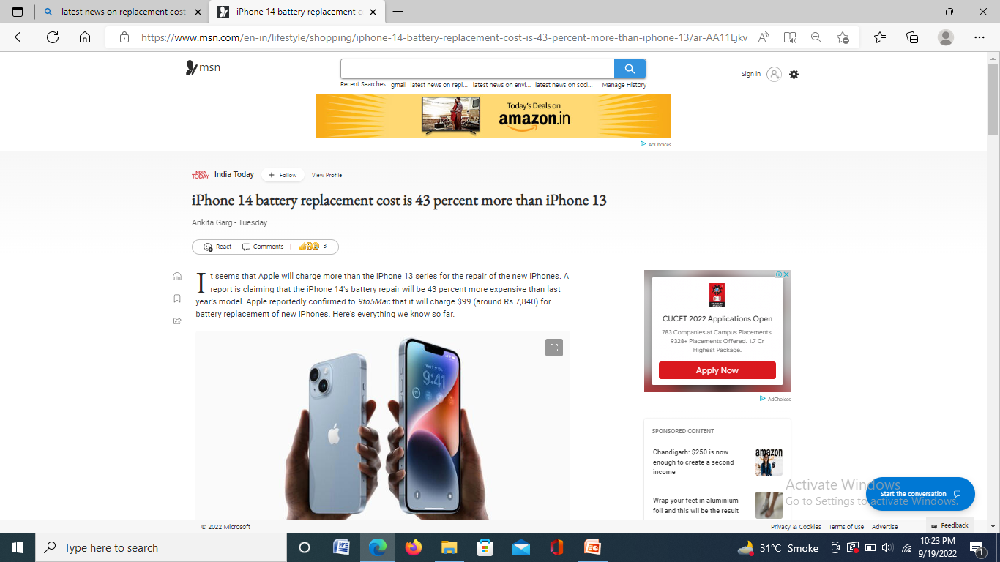 latest news on replacement cost
iPhone 14 battery replacement c
https://www.msn.com/en-in/lifestyle/shopping/iphone-14-battery-replacement-cost-is-43-percent-more-than-iphone-13/ar-AA11Ljkv
msn
Sign in
Recent Searches: gmail latest news on repl... latest news on envi... latest news on soci... Manage History
Today's Deals on
amazon.in
AdChoices
INDIA TODAY India Today + Follow View Profile
iPhone 14 battery replacement cost is 43 percent more than iPhone 13
Ankita Garg - Tuesday
React Comments 3
It seems that Apple will charge more than the iPhone 13 series for the repair of the new iPhones. A
report is claiming that the iPhone 14's battery repair will be 43 percent more expensive than last
year's model. Apple reportedly confirmed to 9to5Mac that it will charge $99 (around Rs 7,840) for
battery replacement of new iPhones. Here's everything we know so far.
9:41
CU
CUCET 2022 Applications Open
783 Companies at Campus Placements.
9328+ Placements Offered. 1.7 Cr
Highest Package.
Apply Now
AdChoices
SPONSORED CONTENT
Chandigarh: $250 is now
enough to create a second
income
amazon
Wrap your feet in aluminium
foil and this wil be the result
Activate Windows
Go to Settings to activate Windows.
Start the conversation
© 2022 Microsoft
Privacy & Cookies Terms of use Advertise
Feedback
Type here to search
31°C Smoke
10:23 PM
9/19/2022
1